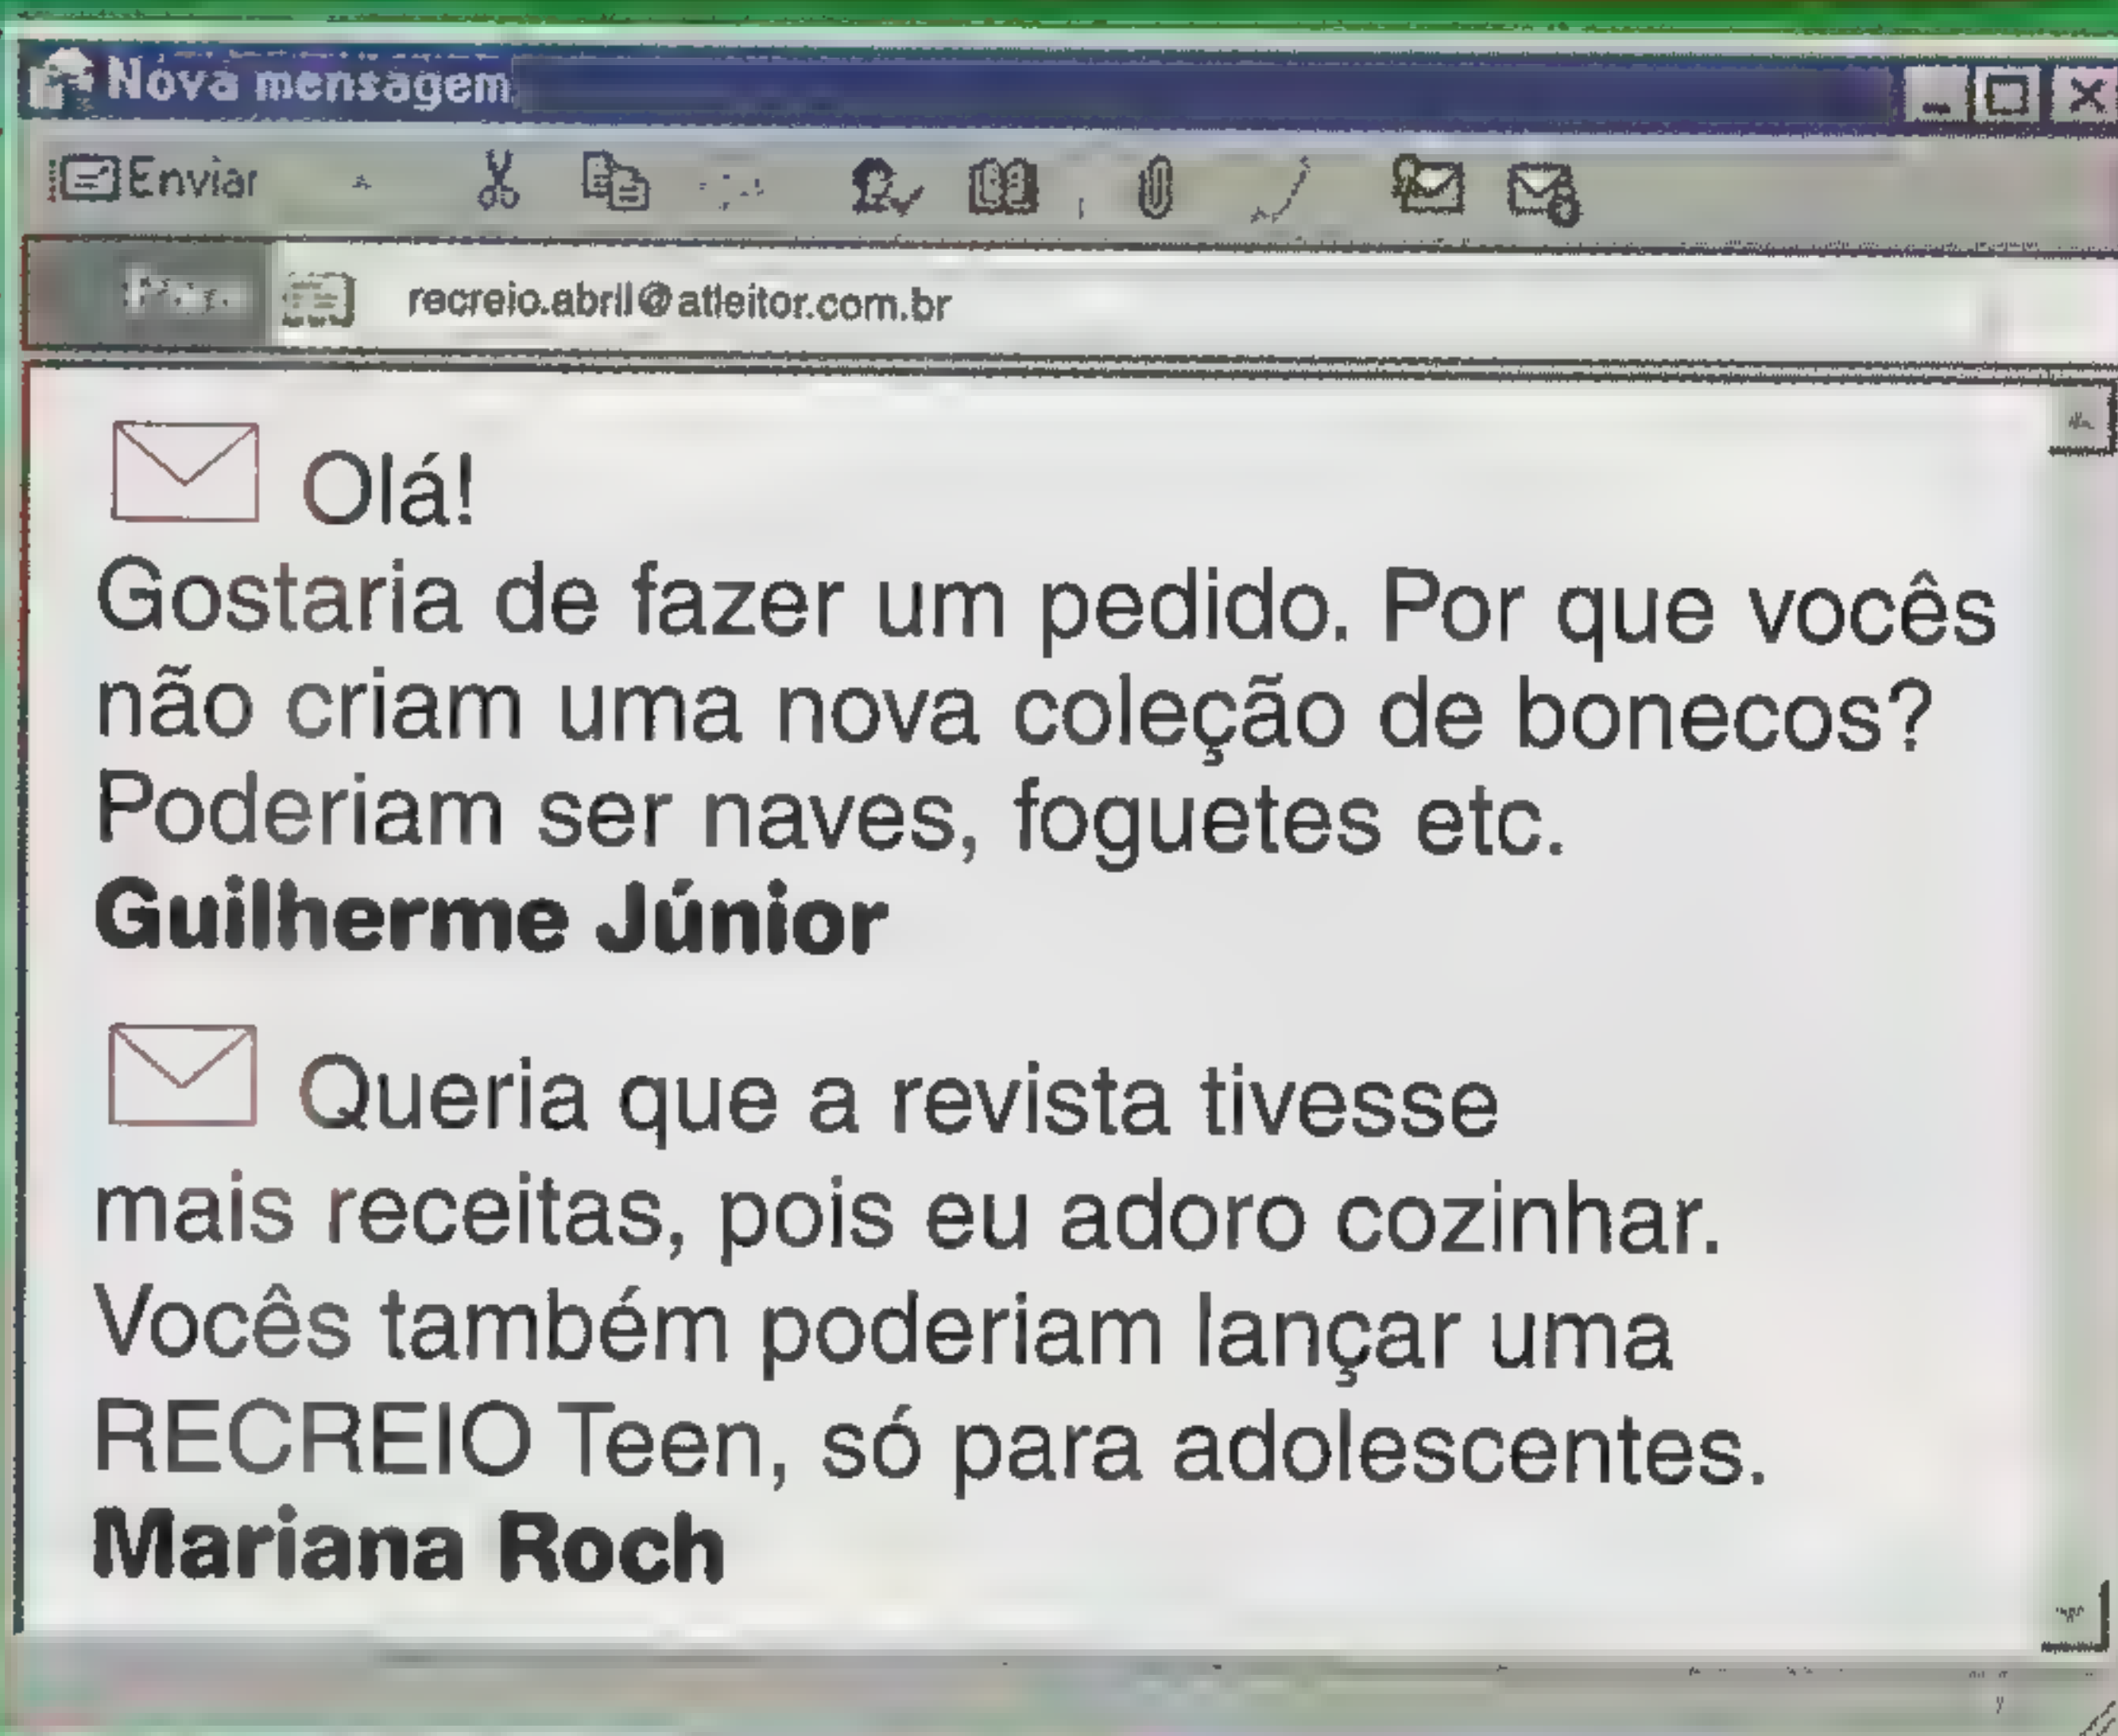 Nova mensagem
Enviar
recreio.abril@atleitor.com.br
Olá!
Gostaria de fazer um pedido. Por que vocês
não criam uma nova coleção de bonecos?
Poderiam ser naves, foguetes etc.
Guilherme Júnior
Queria que a revista tivesse
mais receitas, pois eu adoro cozinhar.
Vocês também poderiam lançar uma
RECREIO Teen, só para adolescentes.
Mariana Roch